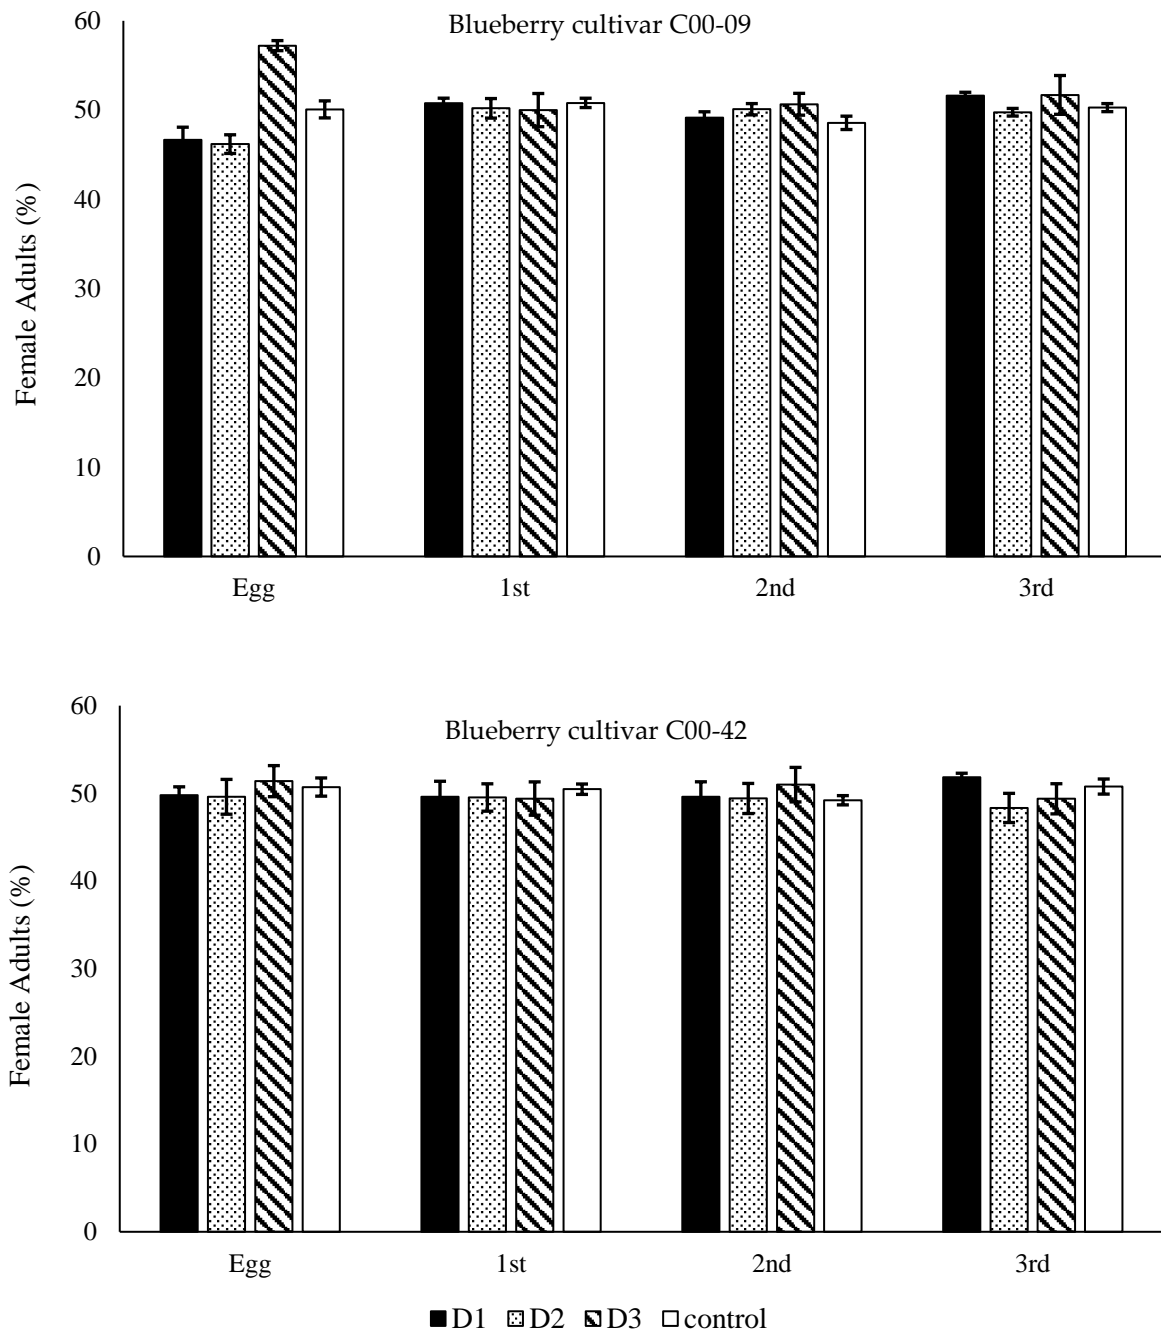 Blueberry cultivar C00-09
Female Adults (%)
60
50
40
30
20
10
0
Egg 1st 2nd 3rd
Blueberry cultivar C00-42
Female Adults (%)
60
50
40
30
20
10
0
Egg 1st 2nd 3rd
D1 D2 D3 control